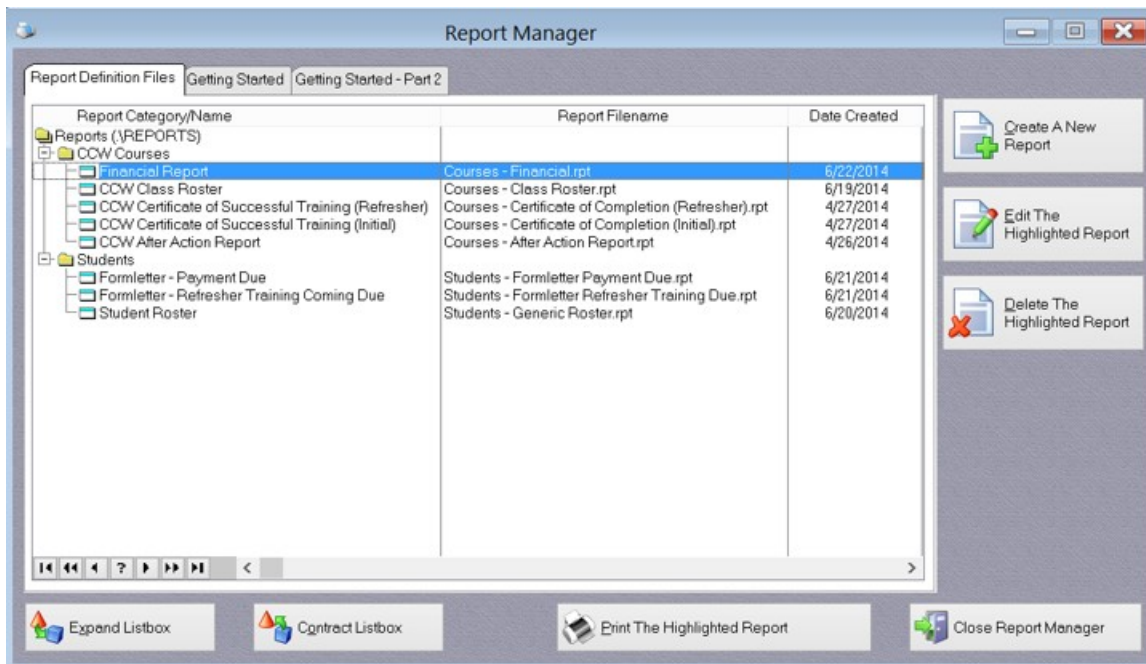 Report Manager
Report Definition Files Getting Started Getting Started - Part 2
Report Category/Name Report Filename Date Created
Reports (.\REPORTS)
CCW Courses
Financial Report Courses - Financial.rpt 6/22/2014
CCW Class Roster Courses - Class Roster.rpt 6/19/2014
CCW Certificate of Successful Training (Refresher) Courses - Certificate of Completion (Refresher).rpt 4/27/2014
CCW Certificate of Successful Training (Initial) Courses - Certificate of Completion (Initial).rpt 4/27/2014
CCW After Action Report Courses - After Action Report.rpt 4/26/2014
Students
Formletter - Payment Due Students - Formletter Payment Due.rpt 6/21/2014
Formletter - Refresher Training Coming Due Students - Formletter Refresher Training Due.rpt 6/21/2014
Student Roster Students - Generic Roster.rpt 6/20/2014
Create A New
Report
Edit The
Highlighted Report
Delete The
Highlighted Report
?
Expand Listbox Contract Listbox Print The Highlighted Report Close Report Manager